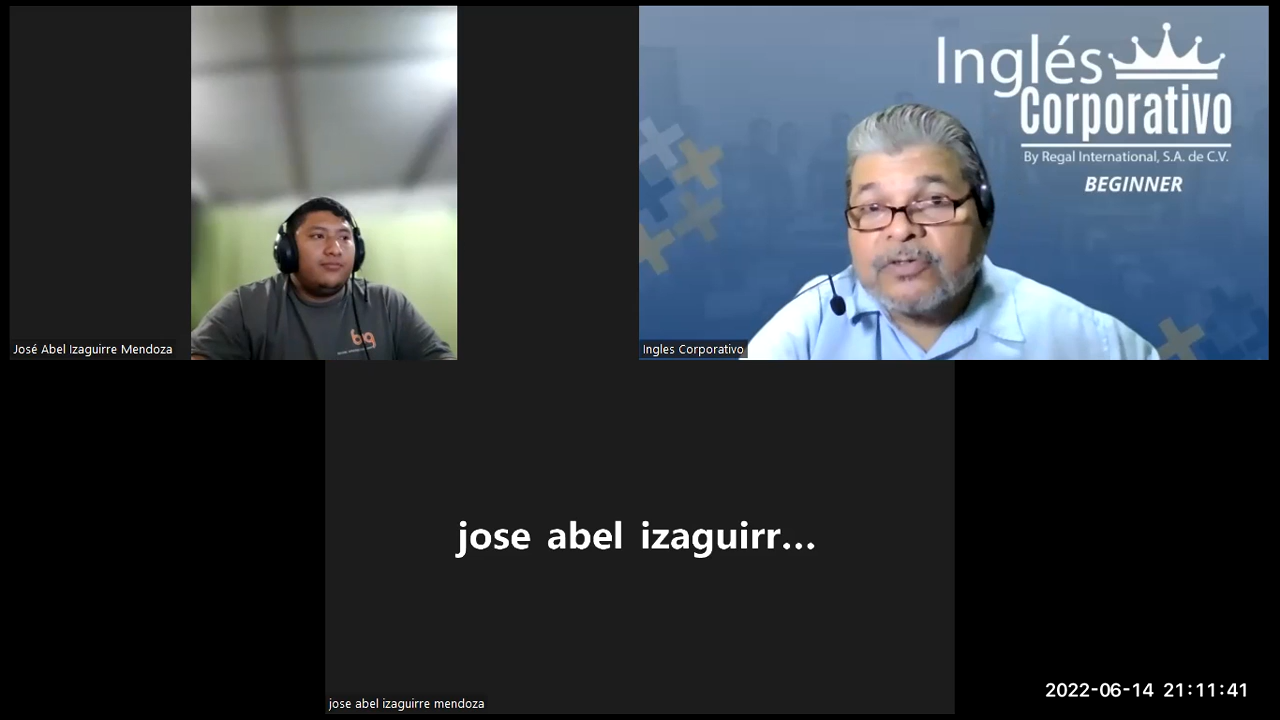 Inglés
Corporativo
By Regal International, S.A. de C.V.
BEGINNER
José Abel Izaguirre Mendoza
Ingles Corporativo
jose abel izaguirr...
jose abel izaguirre mendoza
2022-06-14 21:11:41